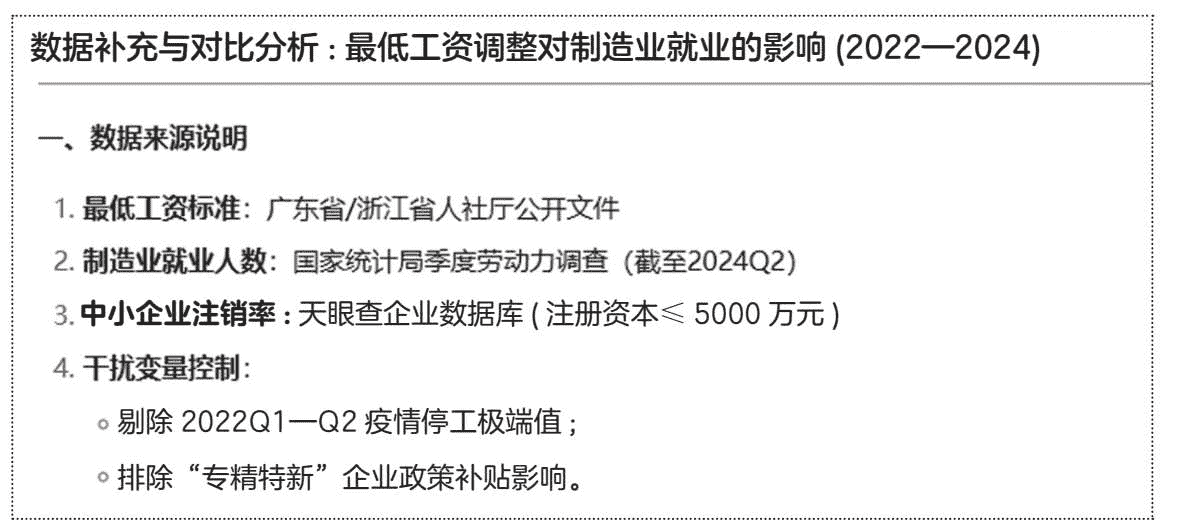 数据补充与对比分析：最低工资调整对制造业就业的影响 (2022—2024)
一、数据来源说明
1. 最低工资标准：广东省/浙江省人社厅公开文件
2. 制造业就业人数：国家统计局季度劳动力调查（截至2024Q2）
3. 中小企业注销率：天眼查企业数据库 ( 注册资本≤ 5000 万元 )
4. 干扰变量控制：
剔除 2022Q1—Q2 疫情停工极端值；
排除“专精特新”企业政策补贴影响。